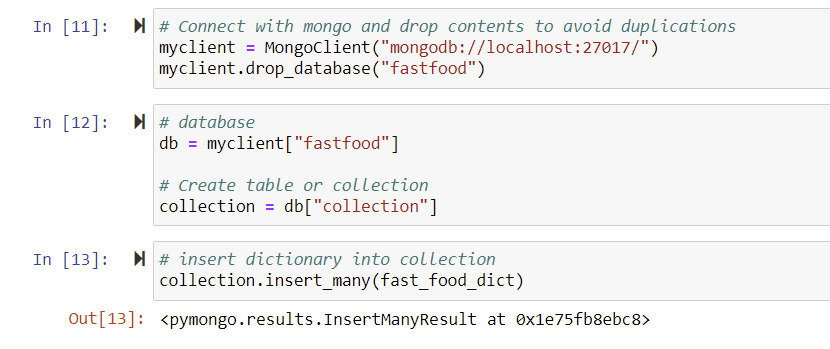 In [11]:
# Connect with mongo and drop contents to avoid duplications
myclient = MongoClient("mongodb://localhost:27017/")
myclient.drop_database("fastfood")
In [12]:
# database
db = myclient["fastfood"]
# Create table or collection
collection = db["collection"]
In [13]:
# insert dictionary into collection
collection.insert_many(fast_food_dict)
Out[13]:
<pymongo.results.InsertManyResult at 0x1e75fb8ebc8>